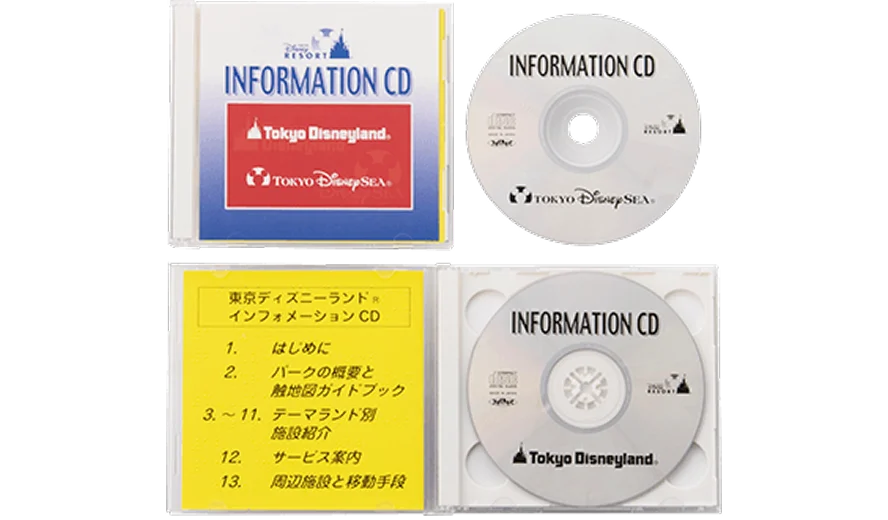 Disney
RESORT
INFORMATION CD
Tokyo Disneyland®
TOKYO DISNEYSEA®
INFORMATION CD
COMPACT
RESORT
TOKYO DISNEYSEA®
東京ディズニーランド®
インフォメーション CD
1. はじめに
2. パークの概要と
触地図ガイドブック
3. ～ 11. テーマランド別
施設紹介
12. サービス案内
13. 周辺施設と移動手段
INFORMATION CD
RESORT
Tokyo Disneyland®